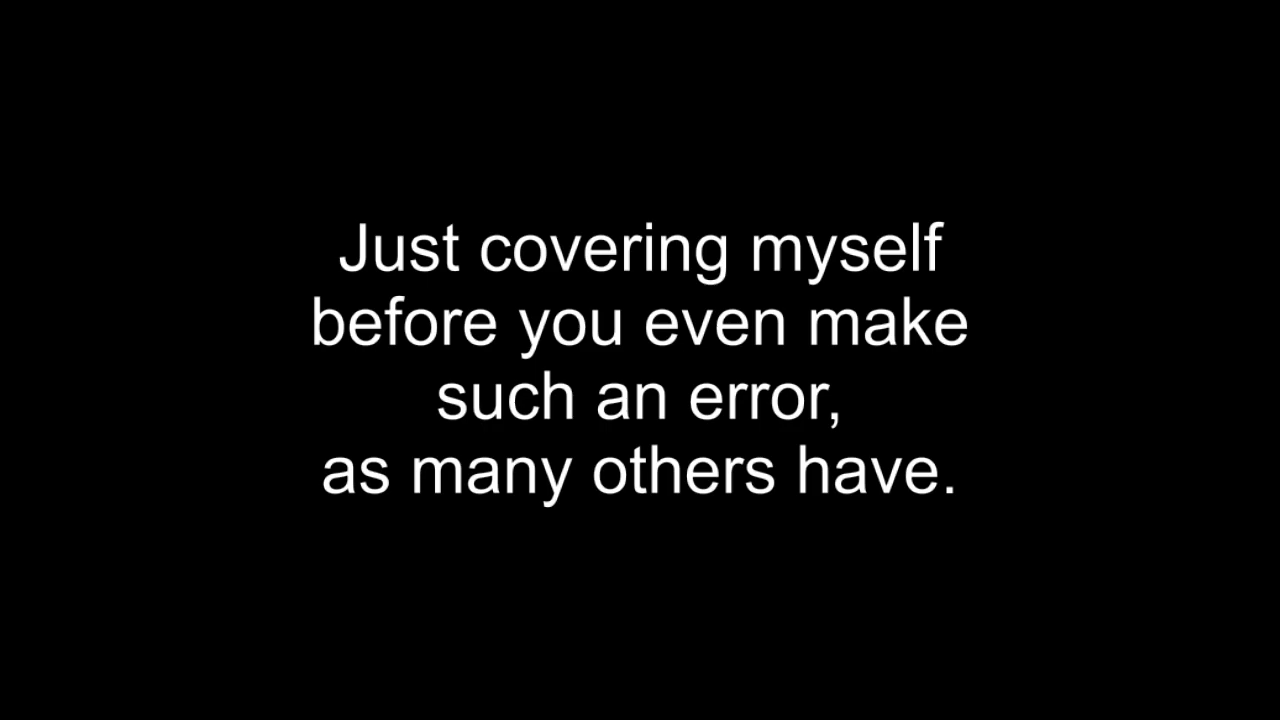 Just covering myself
before you even make
such an error,
as many others have.